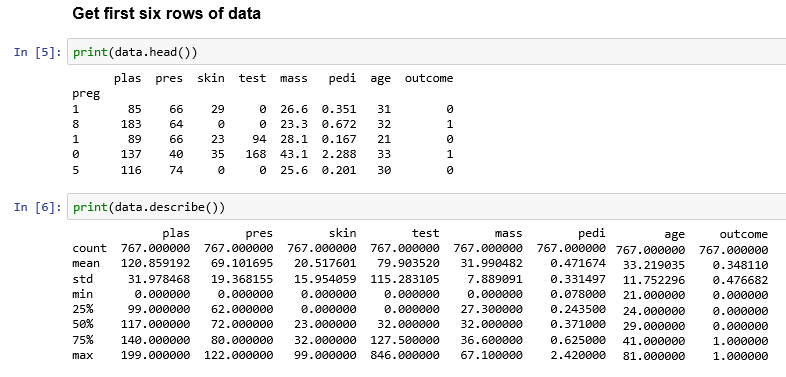 Get first six rows of data
In [5]: print(data.head())
plas pres skin test mass pedi age outcome
preg
1 85 66 29 0 26.6 0.351 31 0
8 183 64 0 0 23.3 0.672 32 1
1 89 66 23 94 28.1 0.167 21 0
0 137 40 35 168 43.1 2.288 33 1
5 116 74 0 0 25.6 0.201 30 0
In [6]: print(data.describe())
plas pres skin test mass pedi age outcome
count 767.000000 767.000000 767.000000 767.000000 767.000000 767.000000 767.000000 767.000000
mean 120.859192 69.101695 20.517601 79.903520 31.990482 0.471674 33.219035 0.348110
std 31.978468 19.368155 15.954059 115.283105 7.889091 0.331497 11.752296 0.476682
min 0.000000 0.000000 0.000000 0.000000 0.000000 0.078000 21.000000 0.000000
25% 99.000000 62.000000 0.000000 0.000000 27.300000 0.243500 24.000000 0.000000
50% 117.000000 72.000000 23.000000 32.000000 32.000000 0.371000 29.000000 0.000000
75% 140.000000 80.000000 32.000000 127.500000 36.600000 0.625000 41.000000 1.000000
max 199.000000 122.000000 99.000000 846.000000 67.100000 2.420000 81.000000 1.000000